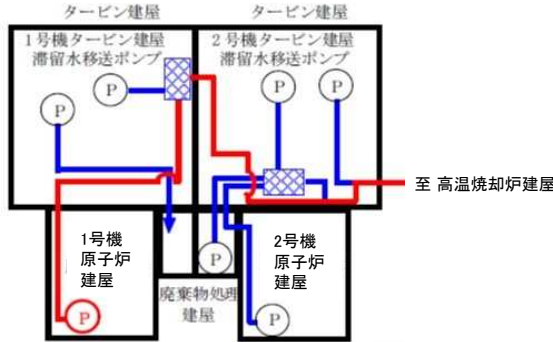 タービン建屋
タービン建屋
1号機タービン建屋
滞留水移送ポンプ
2号機タービン建屋
滞留水移送ポンプ
P
P
P
P
至 高温焼却炉建屋
1号機
原子炉
建屋
2号機
原子炉
建屋
P
廃棄物処理
建屋
P
P